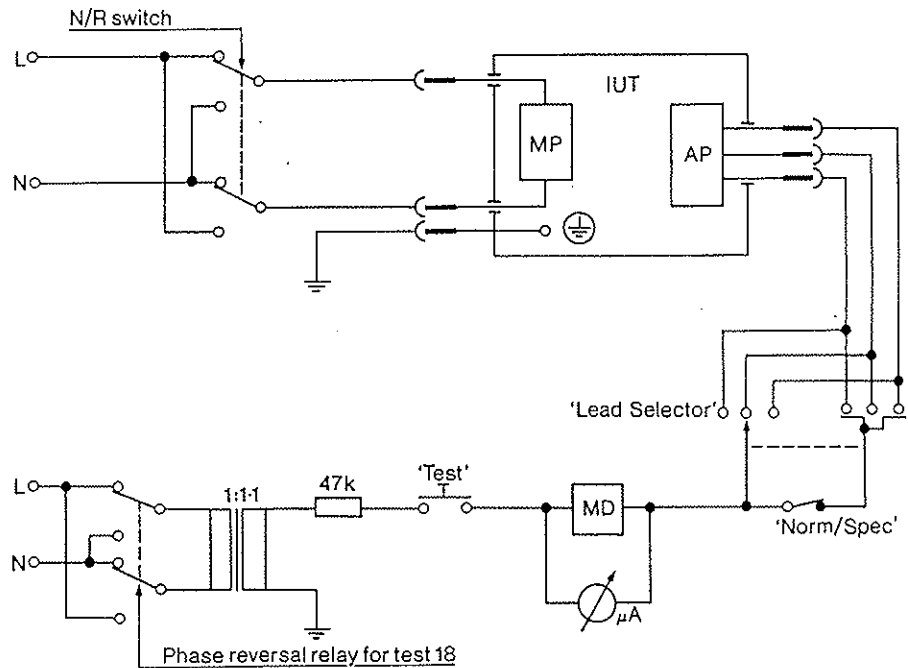 N/R switch
L
IUT
MP
AP
N
'Lead Selector'
L
1:1·1
47k
'Test'
MD
'Norm/Spec'
N
µA
Phase reversal relay for test 18